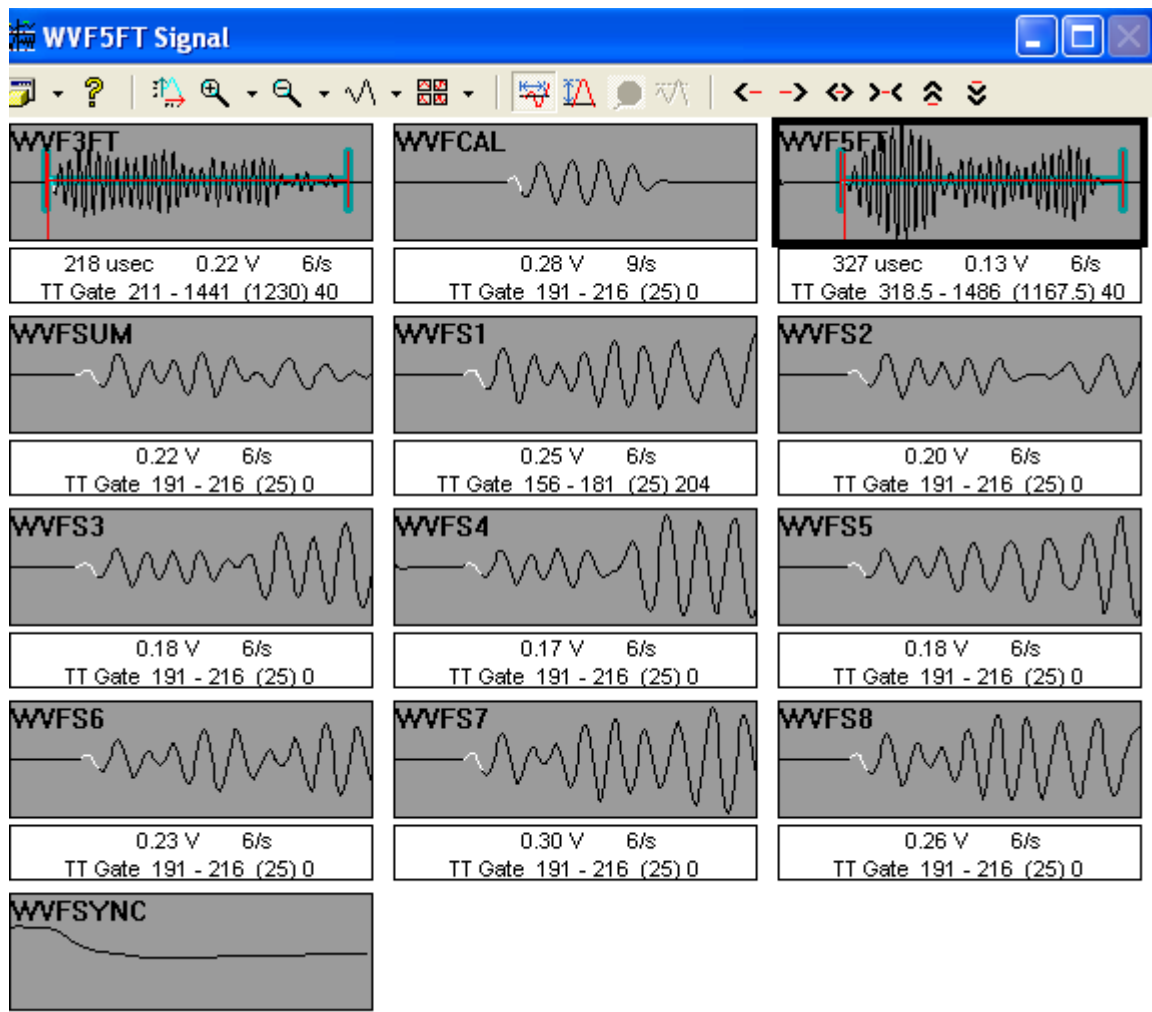 WVF5FT Signal
WVF3FT WVFCAL WVF5FT
218 usec 0.22 V 6/s 0.28 V 9/s 327 usec 0.13 V 6/s
TT Gate 211 - 1441 (1230) 40 TT Gate 191 - 216 (25) 0 TT Gate 318.5 - 1486 (1167.5) 40
WVFSUM WVFS1 WVFS2
0.22 V 6/s 0.25 V 6/s 0.20 V 6/s
TT Gate 191 - 216 (25) 0 TT Gate 156 - 181 (25) 204 TT Gate 191 - 216 (25) 0
WVFS3 WVFS4 WVFS5
0.18 V 6/s 0.17 V 6/s 0.18 V 6/s
TT Gate 191 - 216 (25) 0 TT Gate 191 - 216 (25) 0 TT Gate 191 - 216 (25) 0
WVFS6 WVFS7 WVFS8
0.23 V 6/s 0.30 V 6/s 0.26 V 6/s
TT Gate 191 - 216 (25) 0 TT Gate 191 - 216 (25) 0 TT Gate 191 - 216 (25) 0
WVFSYNC